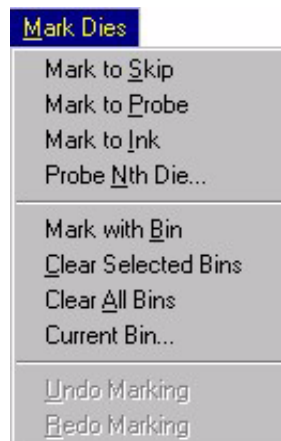 Mark Dies
Mark to Skip
Mark to Probe
Mark to Ink
Probe Nth Die...
Mark with Bin
Clear Selected Bins
Clear All Bins
Current Bin...
Undo Marking
Redo Marking